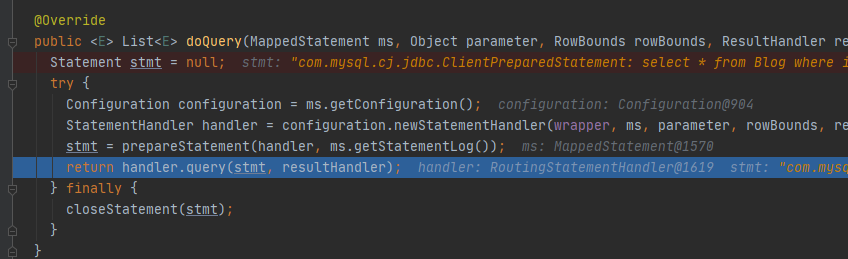 @Override
public <E> List<E> doQuery(MappedStatement ms, Object parameter, RowBounds rowBounds, ResultHandler re
Statement stmt = null; stmt: "com.mysql.cj.jdbc.ClientPreparedStatement: select * from Blog where i
try {
Configuration configuration = ms.getConfiguration(); configuration: Configuration@904
StatementHandler handler = configuration.newStatementHandler(wrapper, ms, parameter, rowBounds, re
stmt = prepareStatement(handler, ms.getStatementLog()); ms: MappedStatement@1570
return handler.query(stmt, resultHandler); handler: RoutingStatementHandler@1619 stmt: "com.mysq
} finally {
closeStatement(stmt);
}
}